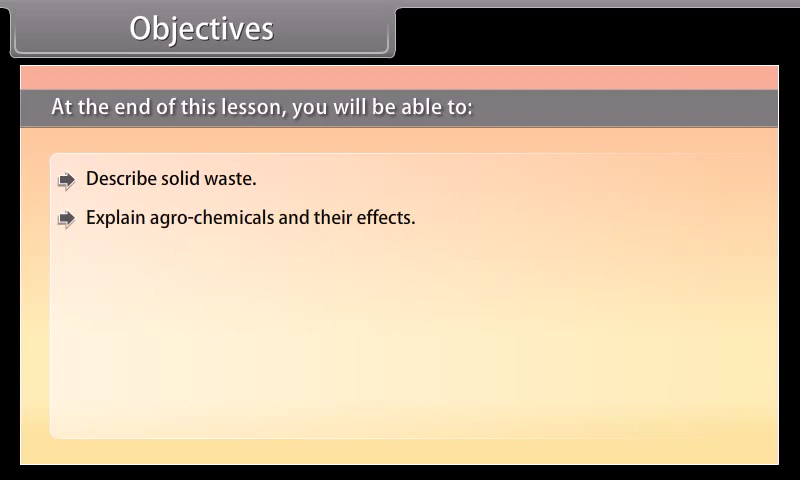 Objectives
At the end of this lesson, you will be able to:
Describe solid waste.
Explain agro-chemicals and their effects.